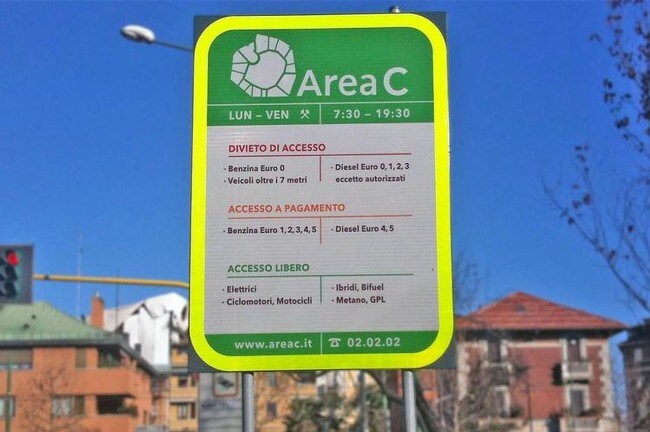 Area C
LUN – VEN ⚒ 7:30 – 19:30
DIVIETO DI ACCESSO
· Benzina Euro 0
· Veicoli oltre i 7 metri
· Diesel Euro 0, 1, 2, 3
eccetto autorizzati
ACCESSO A PAGAMENTO
· Benzina Euro 1, 2, 3, 4, 5
· Diesel Euro 4, 5
ACCESSO LIBERO
· Elettrici
· Ciclomotori, Motocicli
· Ibridi, Bifuel
· Metano, GPL
www.areac.it ☎ 02.02.02